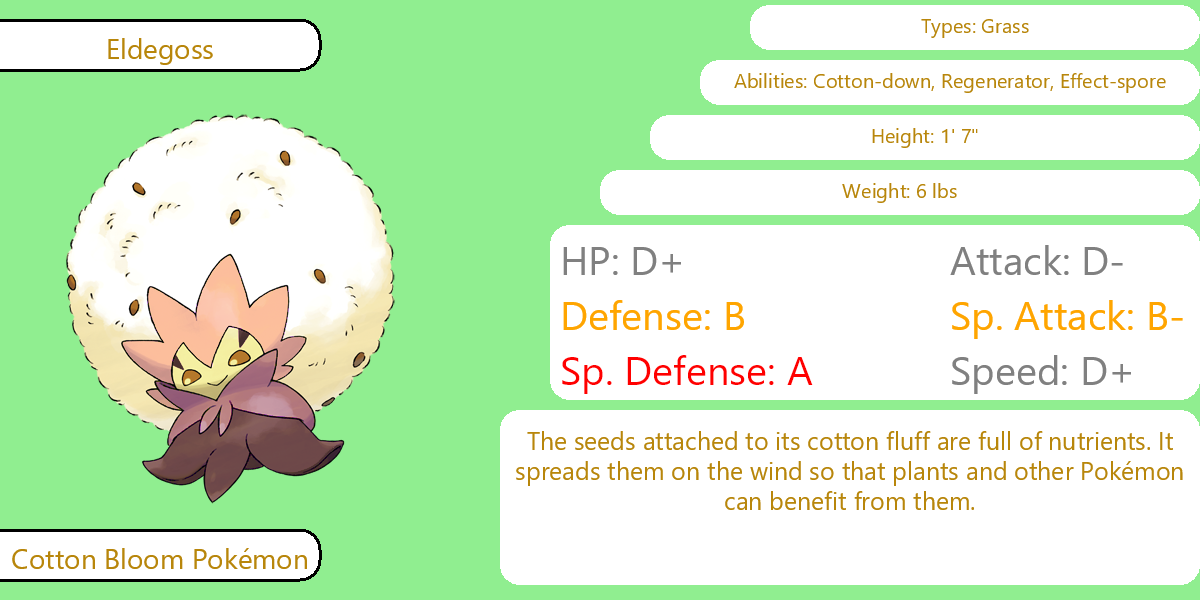 Eldegoss
Types: Grass
Abilities: Cotton-down, Regenerator, Effect-spore
Height: 1' 7"
Weight: 6 lbs
HP: D+ Attack: D-
Defense: B Sp. Attack: B-
Sp. Defense: A Speed: D+
The seeds attached to its cotton fluff are full of nutrients. It
spreads them on the wind so that plants and other Pokémon
can benefit from them.
Cotton Bloom Pokémon